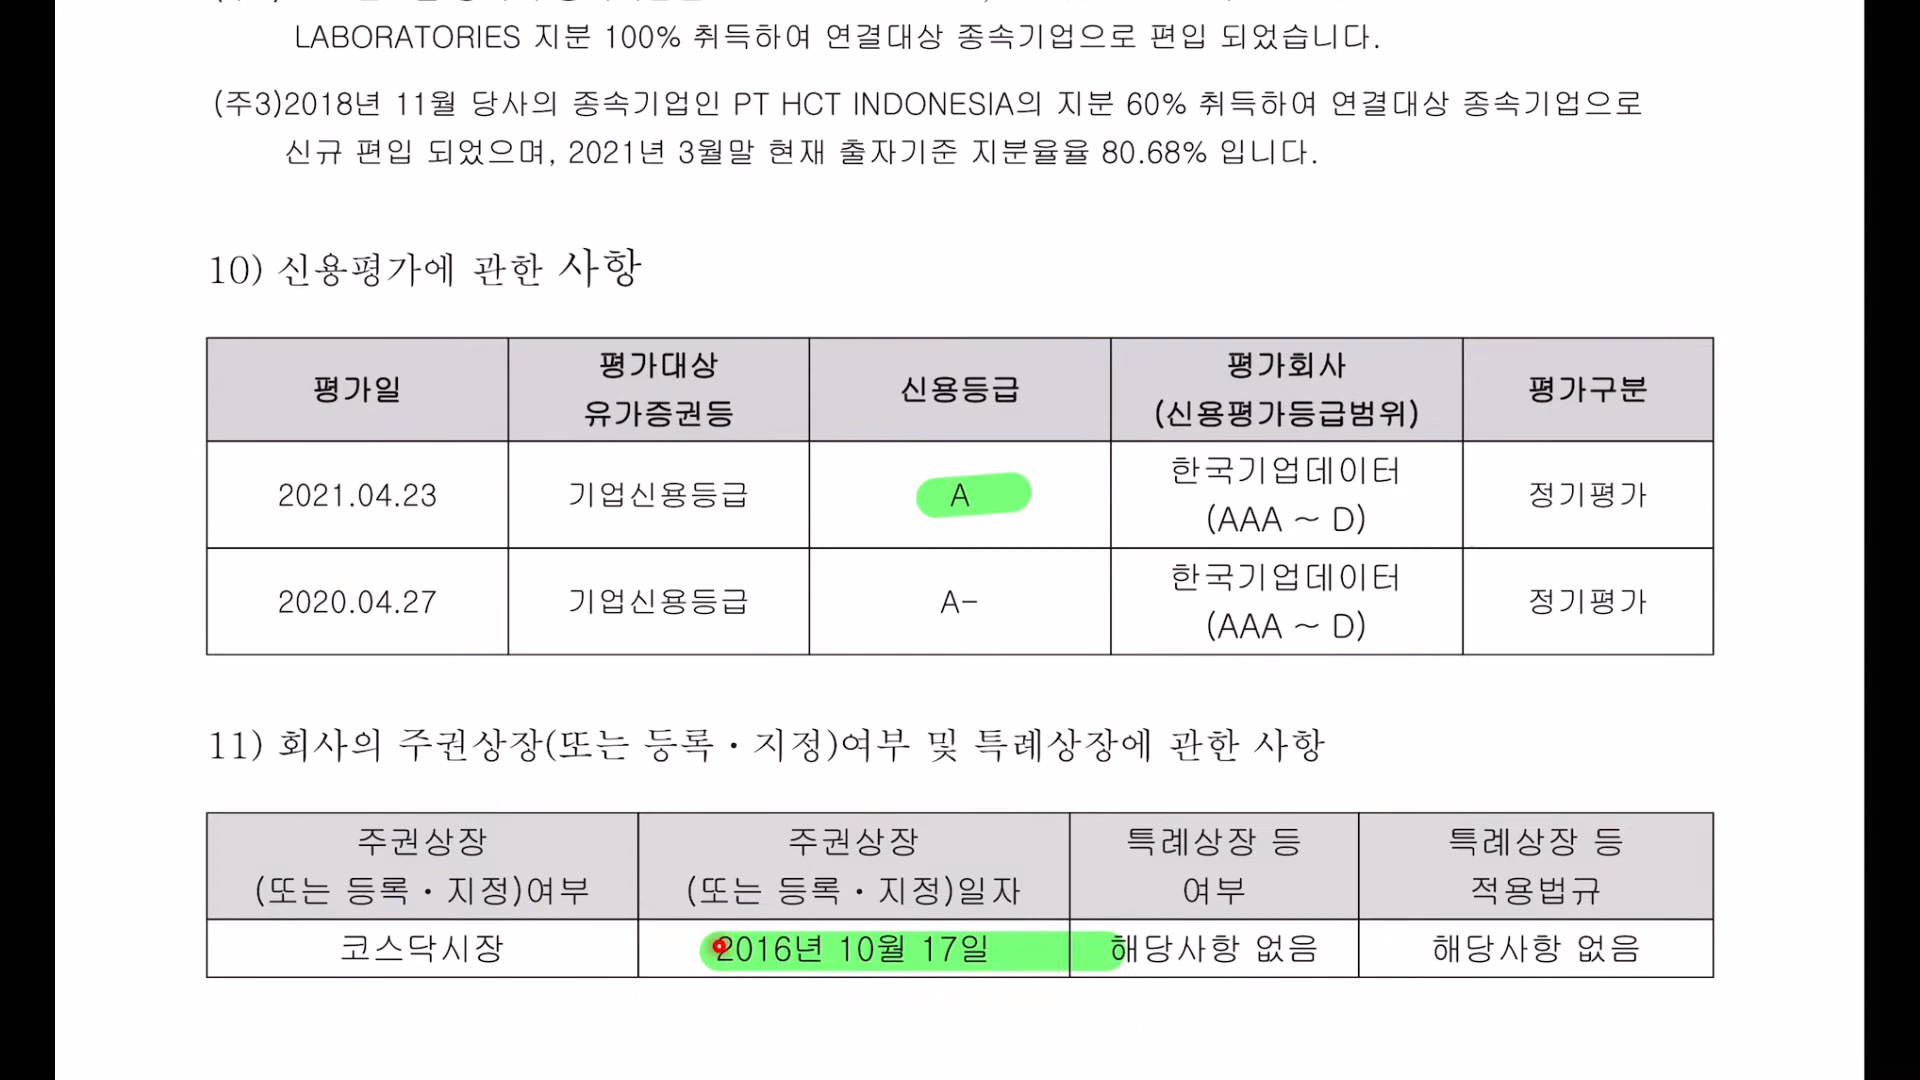 LABORATORIES 지분 100% 취득하여 연결대상 종속기업으로 편입 되었습니다.
(주3)2018년 11월 당사의 종속기업인 PT HCT INDONESIA의 지분 60% 취득하여 연결대상 종속기업으로
신규 편입 되었으며, 2021년 3월말 현재 출자기준 지분율율 80.68% 입니다.
10) 신용평가에 관한 사항
평가일
평가대상
유가증권등
신용등급
평가회사
(신용평가등급범위)
평가구분
2021.04.23
기업신용등급
A
한국기업데이터
(AAA ~ D)
정기평가
2020.04.27
기업신용등급
A-
한국기업데이터
(AAA ~ D)
정기평가
11) 회사의 주권상장(또는 등록・지정)여부 및 특례상장에 관한 사항
주권상장
(또는 등록・지정)여부
주권상장
(또는 등록・지정)일자
특례상장 등
여부
특례상장 등
적용법규
코스닥시장
2016년 10월 17일
해당사항 없음
해당사항 없음